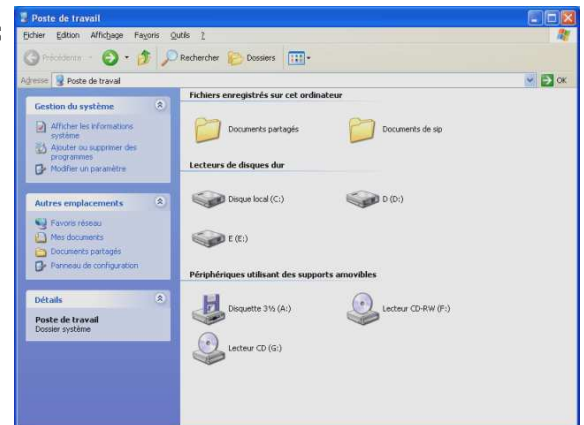 Poste de travail
Fichier Edition Affichage Favoris Outils ?
Précédente Rechercher Dossiers
Adresse Poste de travail OK
Gestion du système
Afficher les informations
système
Ajouter ou supprimer des
programmes
Modifier un paramètre
Autres emplacements
Favoris réseau
Mes documents
Documents partagés
Panneau de configuration
Détails
Poste de travail
Dossier système
Fichiers enregistrés sur cet ordinateur
Documents partagés Documents de sip
Lecteurs de disques dur
Disque local (C:) D (D:)
E (E:)
Périphériques utilisant des supports amovibles
Disquette 3½ (A:) Lecteur CD-RW (F:)
Lecteur CD (G:)